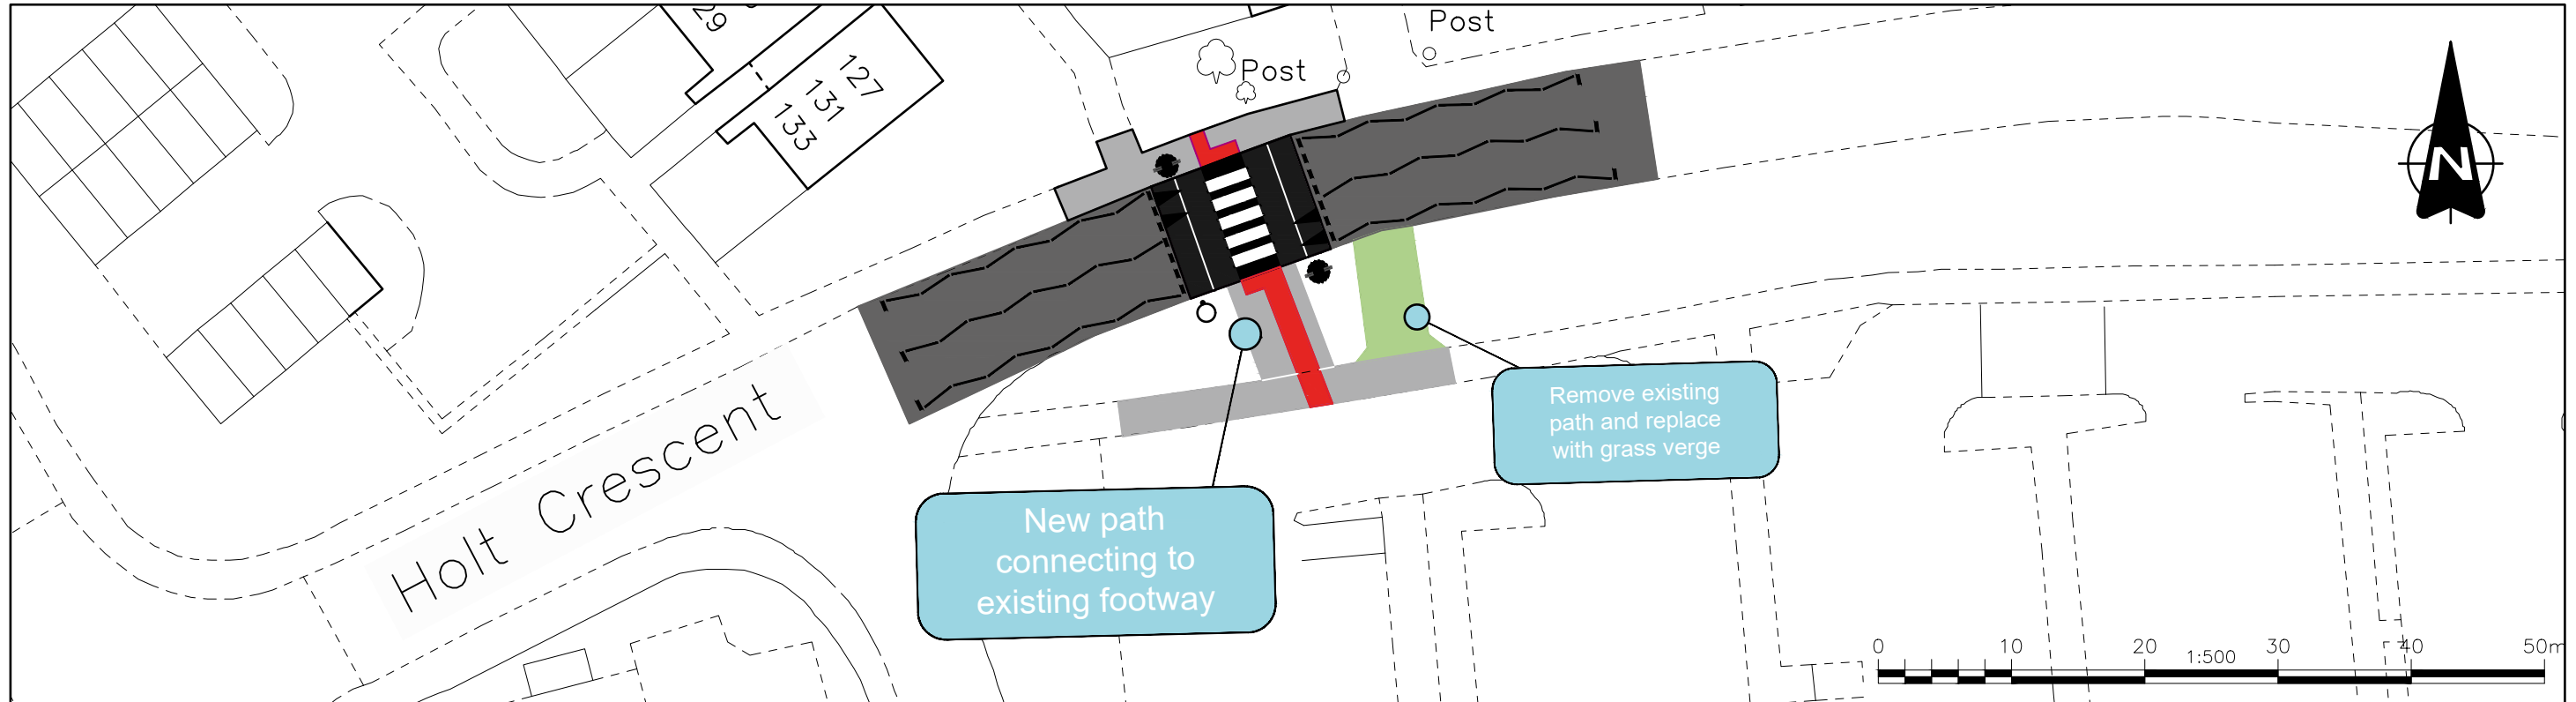 29
127
131
133
Post
Post
N
Holt Crescent
New path
connecting to
existing footway
Remove existing
path and replace
with grass verge
0 10 20 30 40 50m
1:500